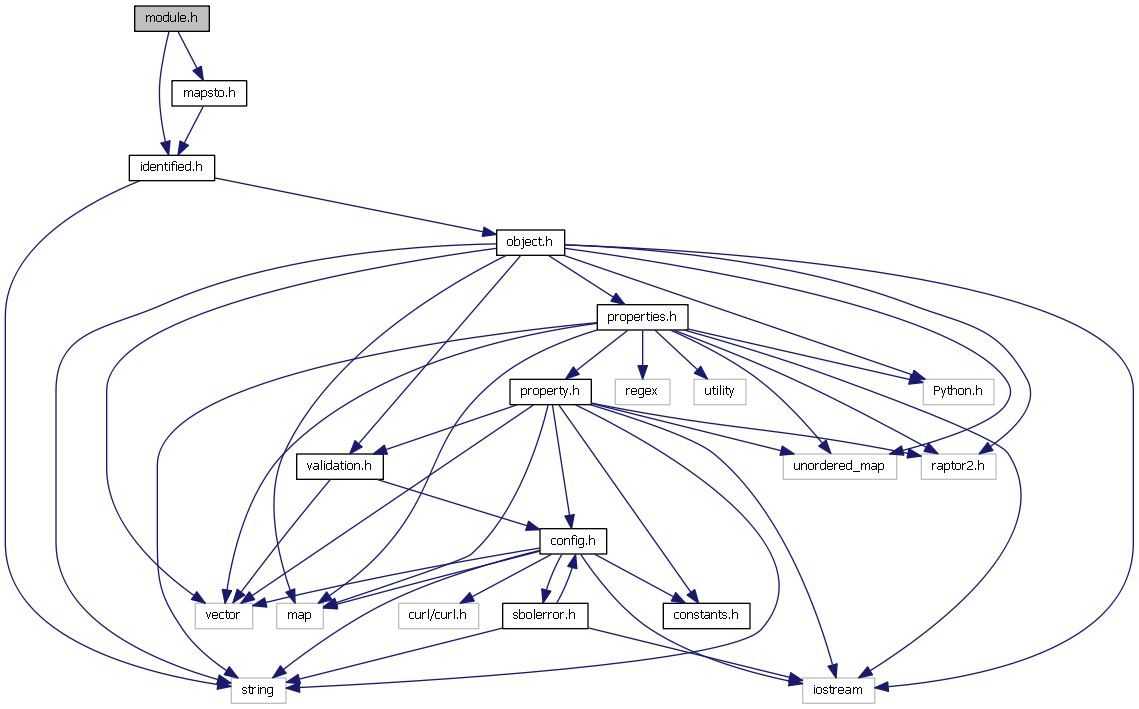 module.h
mapsto.h
identified.h
object.h
properties.h
property.h
regex
utility
Python.h
validation.h
unordered_map
raptor2.h
config.h
vector
map
curl/curl.h
sbolerror.h
constants.h
string
iostream